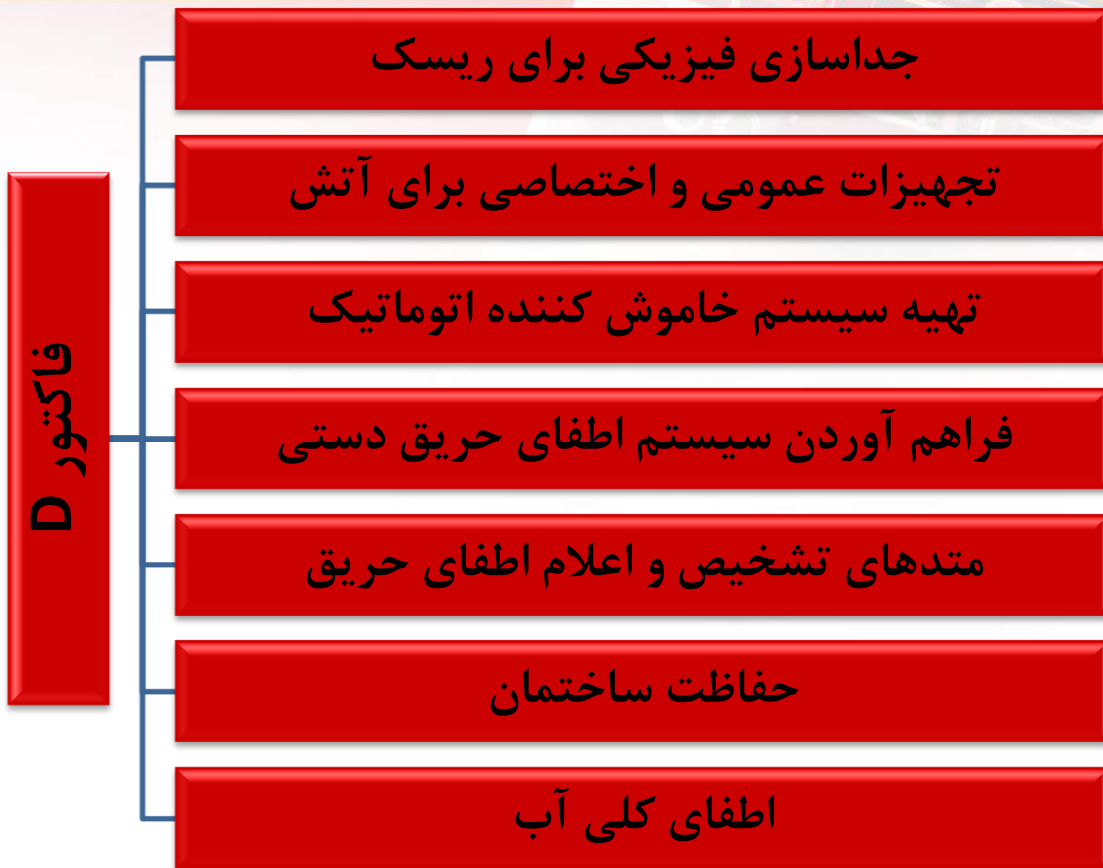 فاکتور D
جداسازی فیزیکی برای ریسک
تجهیزات عمومی و اختصاصی برای آتش
تهیه سیستم خاموش کننده اتوماتیک
فراهم آوردن سیستم اطفای حریق دستی
متدهای تشخیص و اعلام اطفای حریق
حفاظت ساختمان
اطفای کلی آب